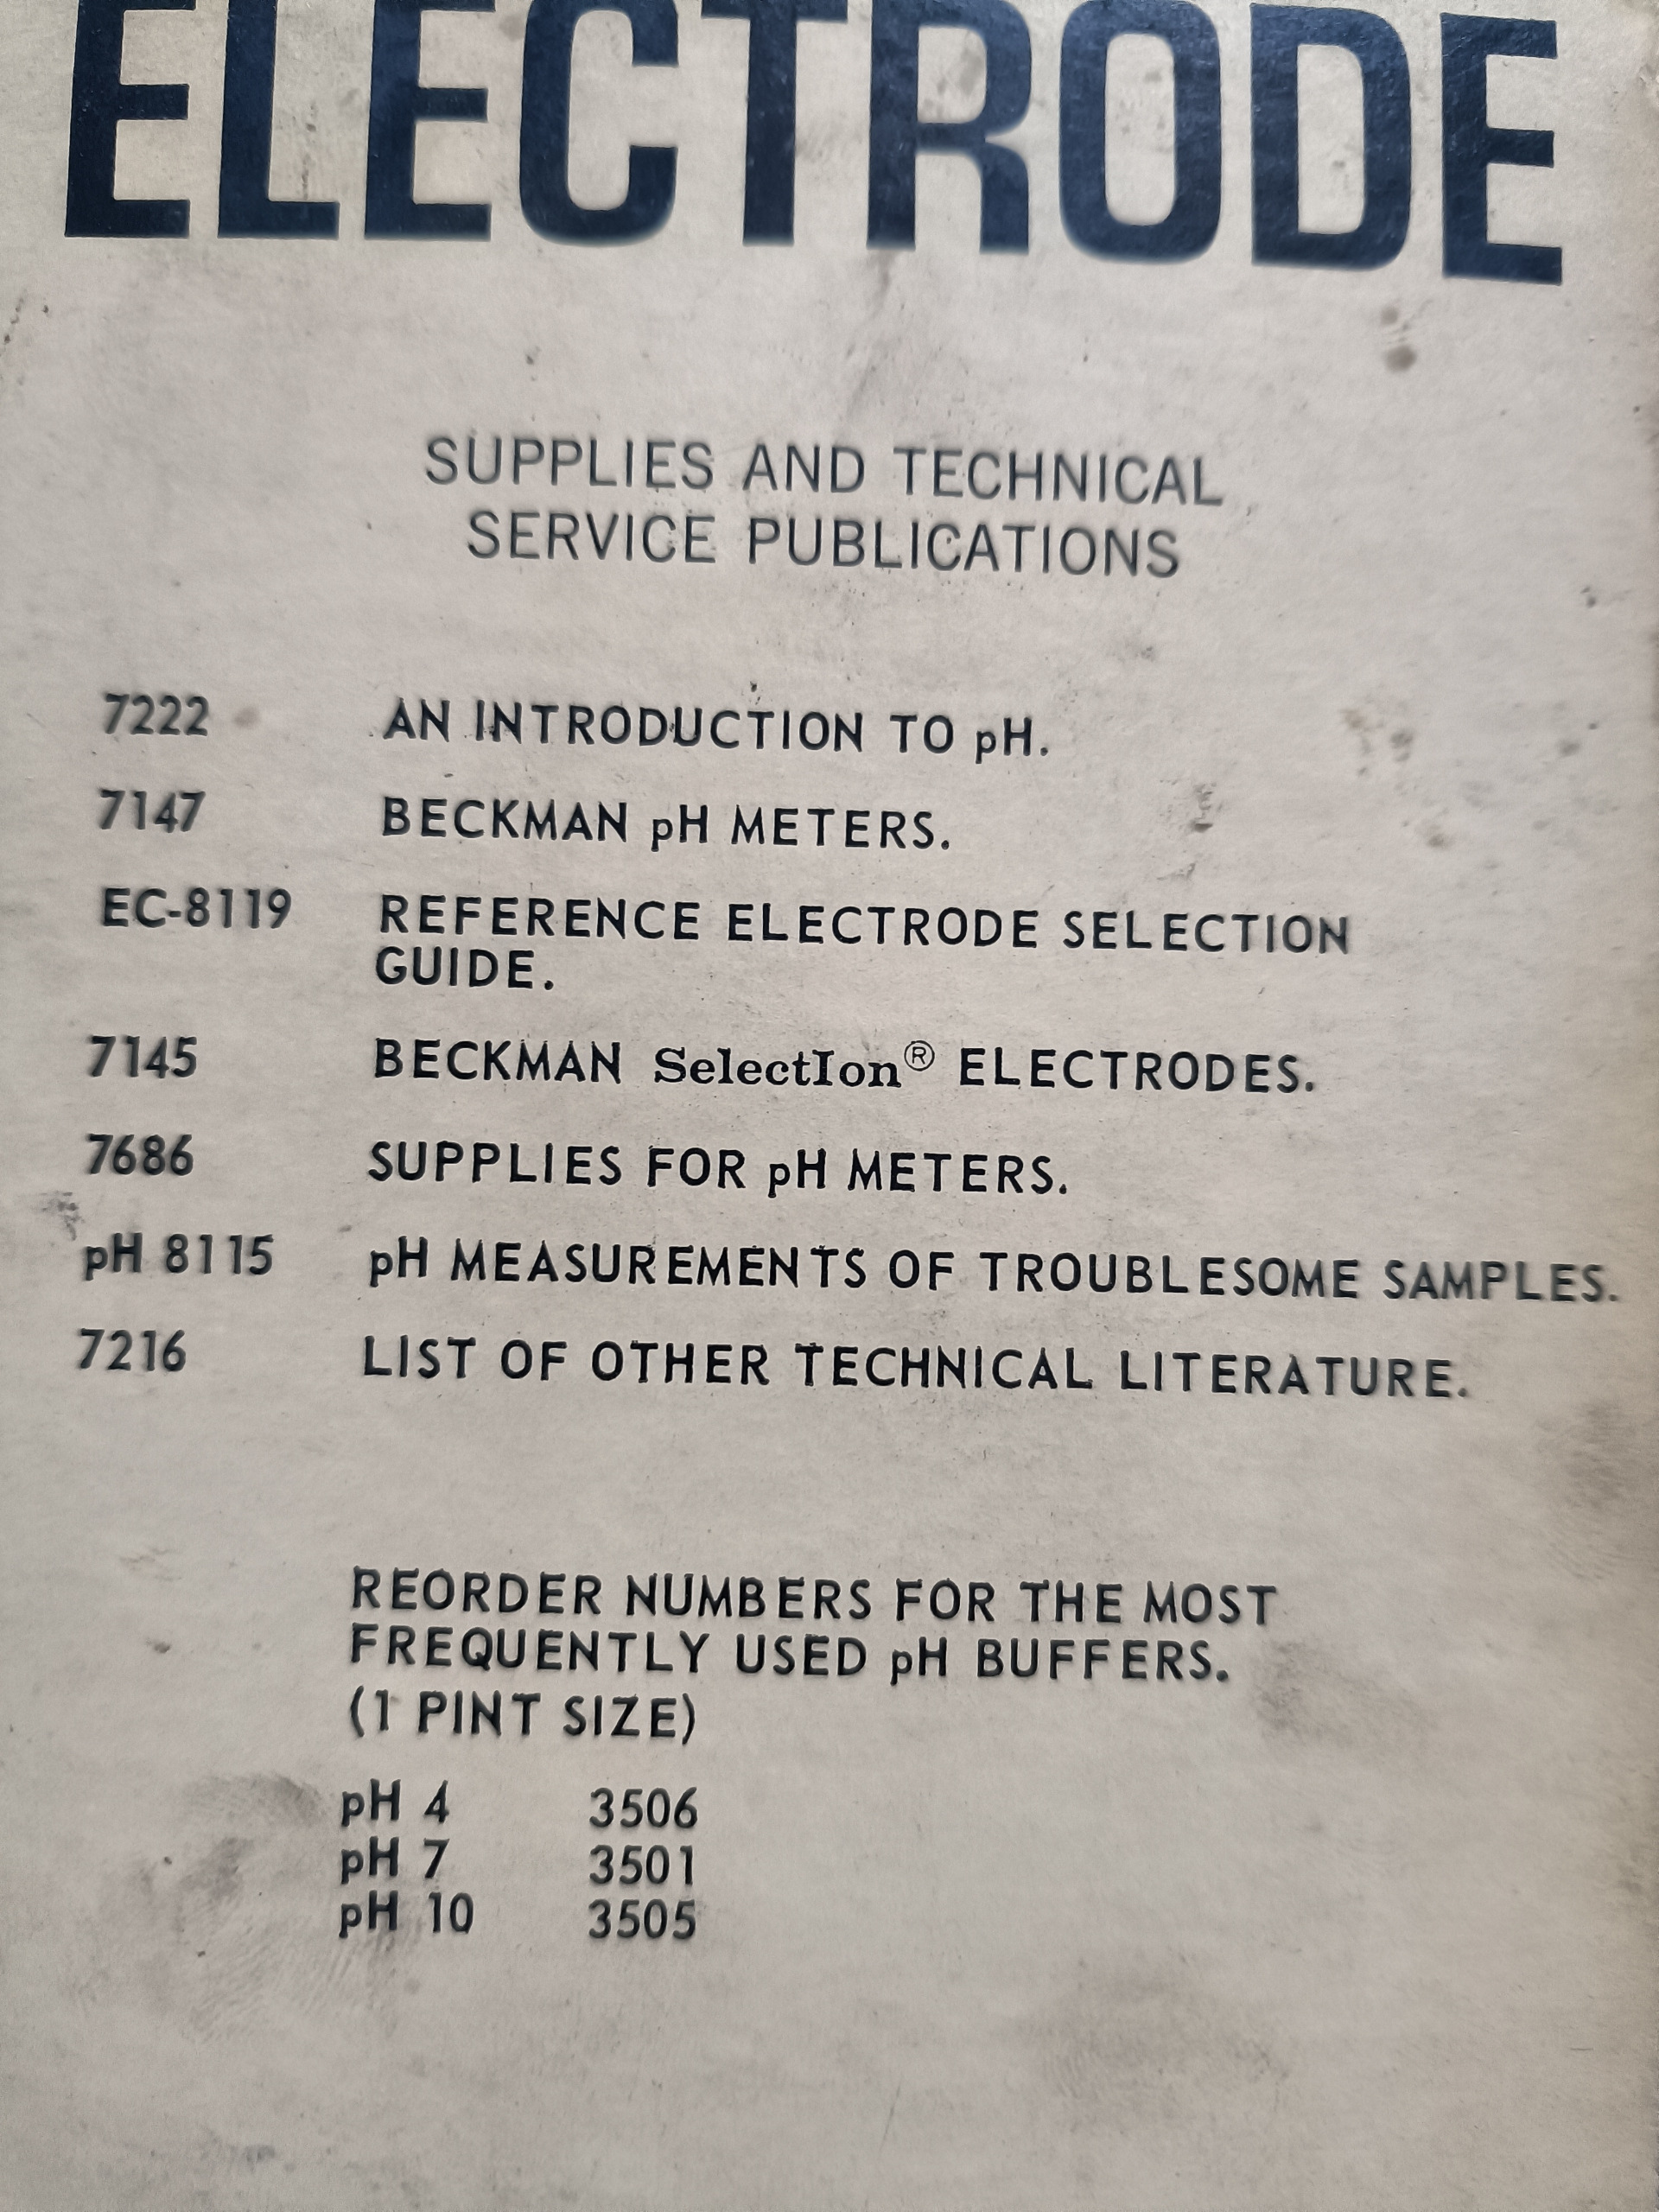 ELECTRODE
SUPPLIES AND TECHNICAL
SERVICE PUBLICATIONS
7222 AN INTRODUCTION TO pH.
7147 BECKMAN pH METERS.
EC-8119 REFERENCE ELECTRODE SELECTION
GUIDE.
7145 BECKMAN SelectIon® ELECTRODES.
7686 SUPPLIES FOR pH METERS.
pH 8115 pH MEASUREMENTS OF TROUBLESOME SAMPLES.
7216 LIST OF OTHER TECHNICAL LITERATURE.
REORDER NUMBERS FOR THE MOST
FREQUENTLY USED pH BUFFERS.
(1 PINT SIZE)
pH 4 3506
pH 7 3501
pH 10 3505